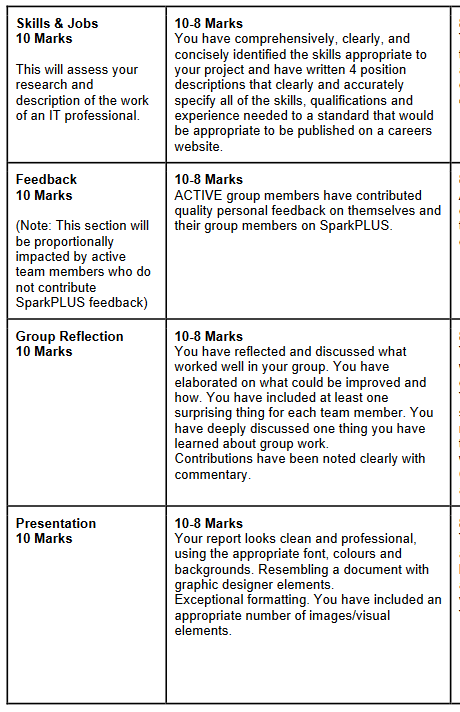 Skills & Jobs
10 Marks
This will assess your
research and
description of the work
of an IT professional.
10-8 Marks
You have comprehensively, clearly, and
concisely identified the skills appropriate to
your project and have written 4 position
descriptions that clearly and accurately
specify all of the skills, qualifications and
experience needed to a standard that would
be appropriate to be published on a careers
website.
Feedback
10 Marks
(Note: This section will
be proportionally
impacted by active
team members who do
not contribute
SparkPLUS feedback)
10-8 Marks
ACTIVE group members have contributed
quality personal feedback on themselves and
their group members on SparkPLUS.
Group Reflection
10 Marks
10-8 Marks
You have reflected and discussed what
worked well in your group. You have
elaborated on what could be improved and
how. You have included at least one
surprising thing for each team member. You
have deeply discussed one thing you have
learned about group work.
Contributions have been noted clearly with
commentary.
Presentation
10 Marks
10-8 Marks
Your report looks clean and professional,
using the appropriate font, colours and
backgrounds. Resembling a document with
graphic designer elements.
Exceptional formatting. You have included an
appropriate number of images/visual
elements.